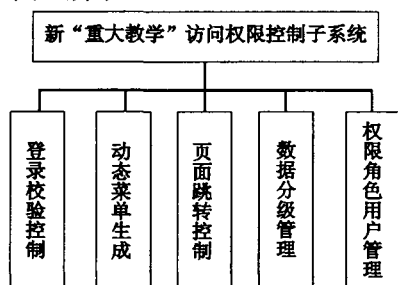 新“重大教学”访问权限控制子系统
登录校验控制
动态菜单生成
页面跳转控制
数据分级管理
权限角色用户管理